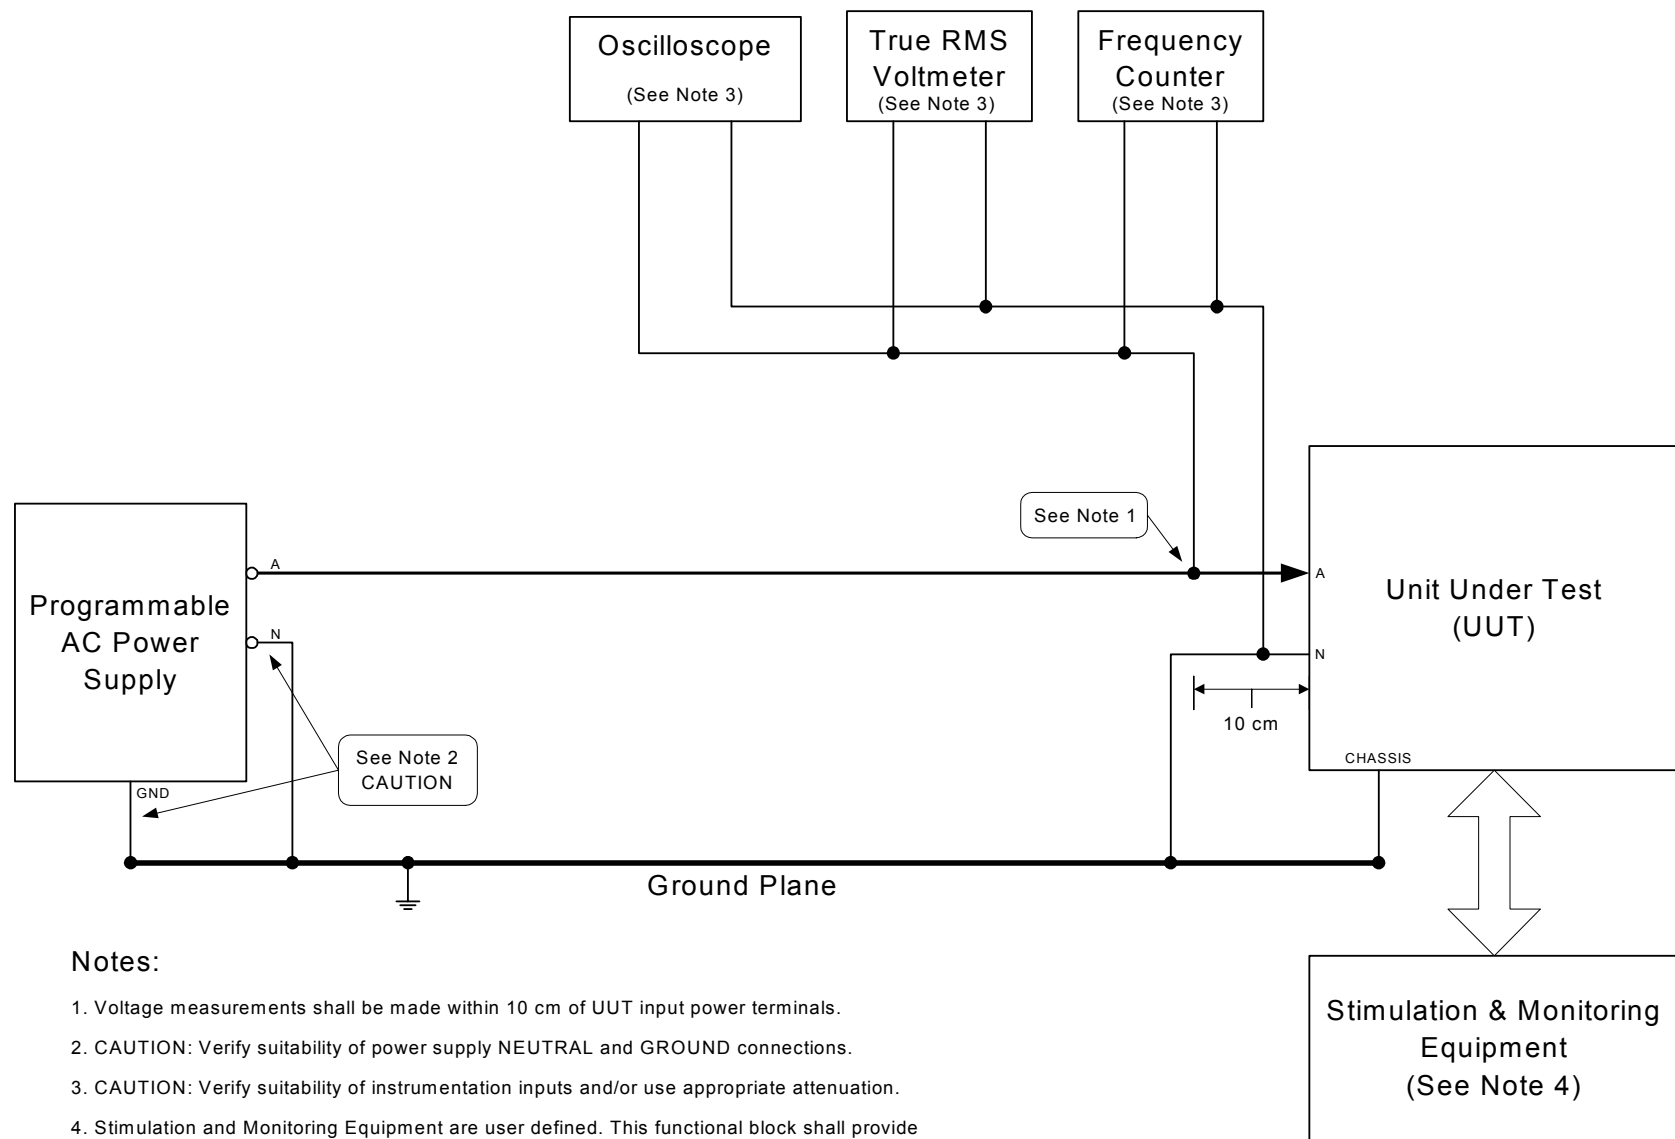 Oscilloscope
(See Note 3)
True RMS
Voltmeter
(See Note 3)
Frequency
Counter
(See Note 3)
See Note 1
Programmable
AC Power
Supply
A
N
GND
See Note 2
CAUTION
A
N
Unit Under Test
(UUT)
10 cm
CHASSIS
Ground Plane
Stimulation & Monitoring
Equipment
(See Note 4)
Notes:
1. Voltage measurements shall be made within 10 cm of UUT input power terminals.
2. CAUTION: Verify suitability of power supply NEUTRAL and GROUND connections.
3. CAUTION: Verify suitability of instrumentation inputs and/or use appropriate attenuation.
4. Stimulation and Monitoring Equipment are user defined. This functional block shall provide